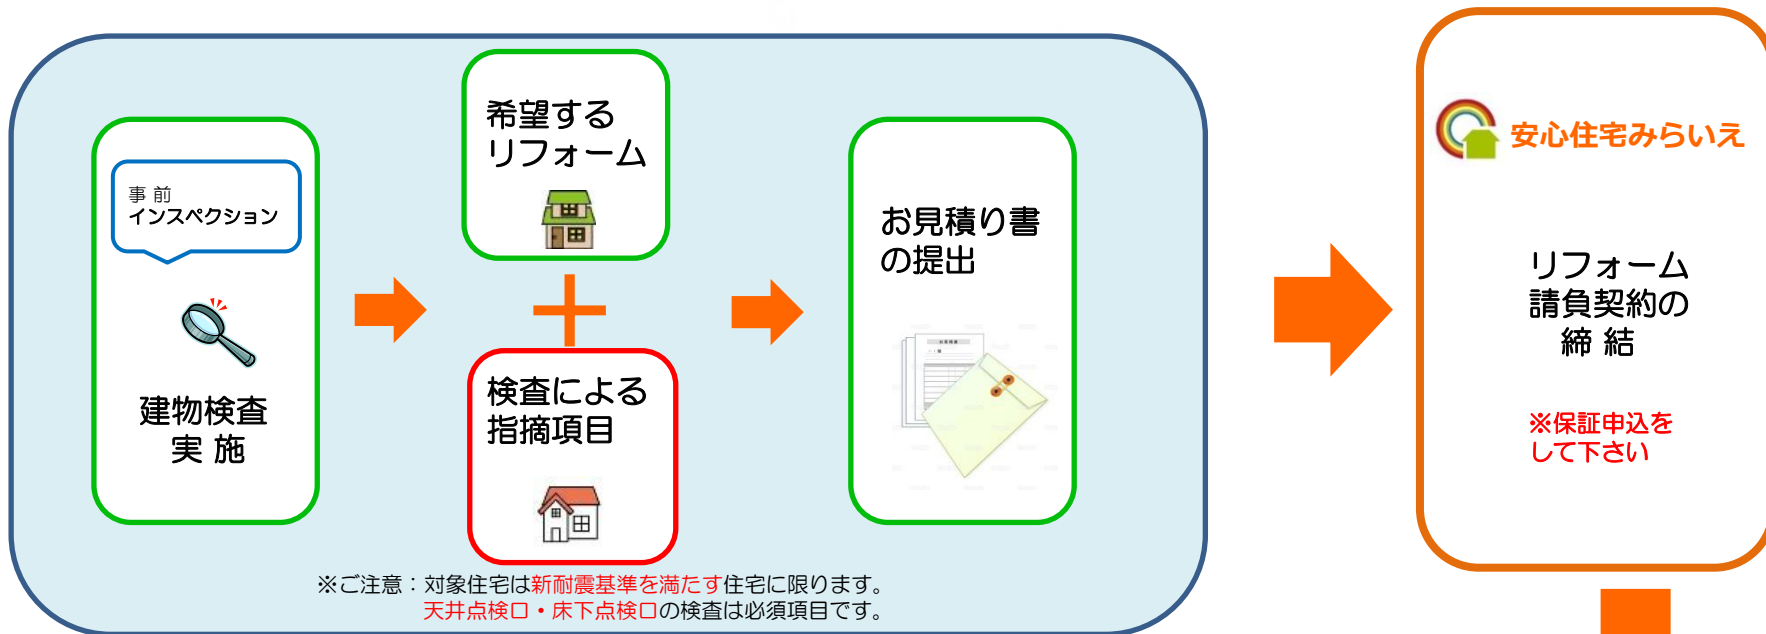 事 前
インスペクション
建物検査
実 施
希望する
リフォーム
検査による
指摘項目
お見積り書
の提出
※ご注意：対象住宅は新耐震基準を満たす住宅に限ります。
天井点検口・床下点検口の検査は必須項目です。
安心住宅みらいえ
リフォーム
請負契約の
締 結
※保証申込を
して下さい